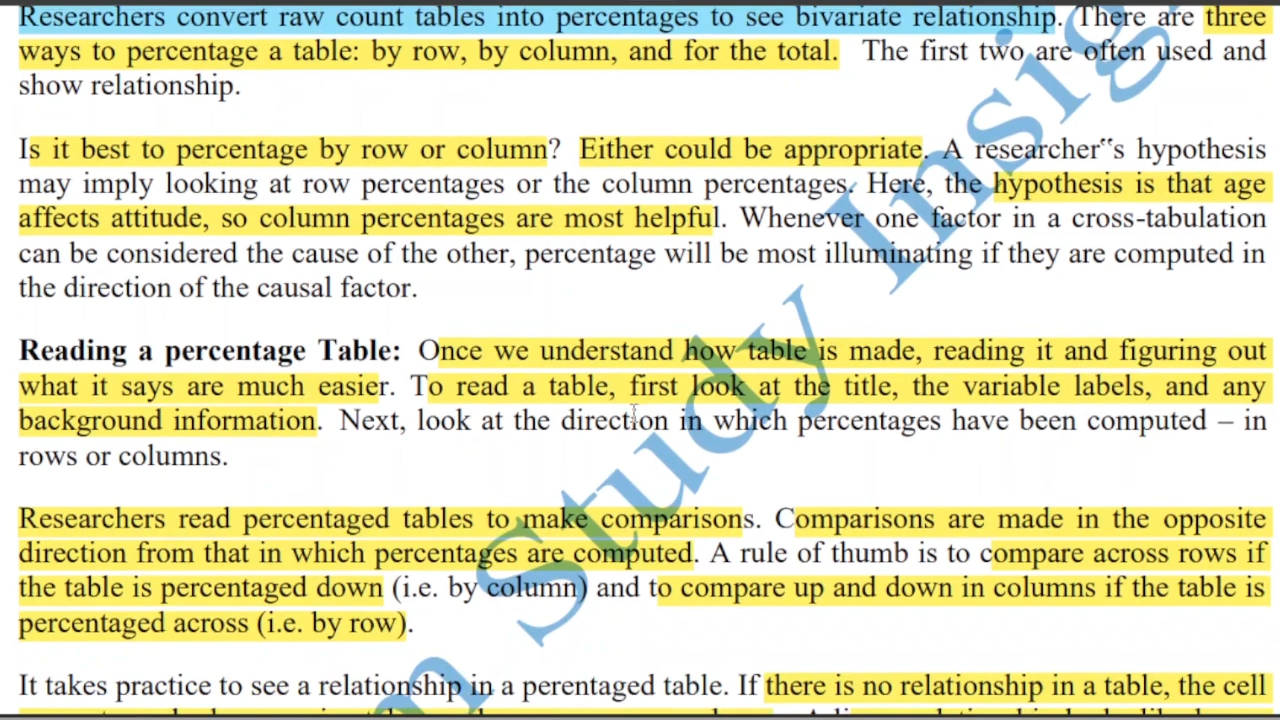 Researchers convert raw count tables into percentages to see bivariate relationship. There are three
ways to percentage a table: by row, by column, and for the total. The first two are often used and
show relationship.
Is it best to percentage by row or column? Either could be appropriate. A researcher‟s hypothesis
may imply looking at row percentages or the column percentages. Here, the hypothesis is that age
affects attitude, so column percentages are most helpful. Whenever one factor in a cross-tabulation
can be considered the cause of the other, percentage will be most illuminating if they are computed in
the direction of the causal factor.
Reading a percentage Table: Once we understand how table is made, reading it and figuring out
what it says are much easier. To read a table, first look at the title, the variable labels, and any
background information. Next, look at the direction in which percentages have been computed – in
rows or columns.
Researchers read percentaged tables to make comparisons. Comparisons are made in the opposite
direction from that in which percentages are computed. A rule of thumb is to compare across rows if
the table is percentaged down (i.e. by column) and to compare up and down in columns if the table is
percentaged across (i.e. by row).
It takes practice to see a relationship in a perentaged table. If there is no relationship in a table, the cell
Study Insig